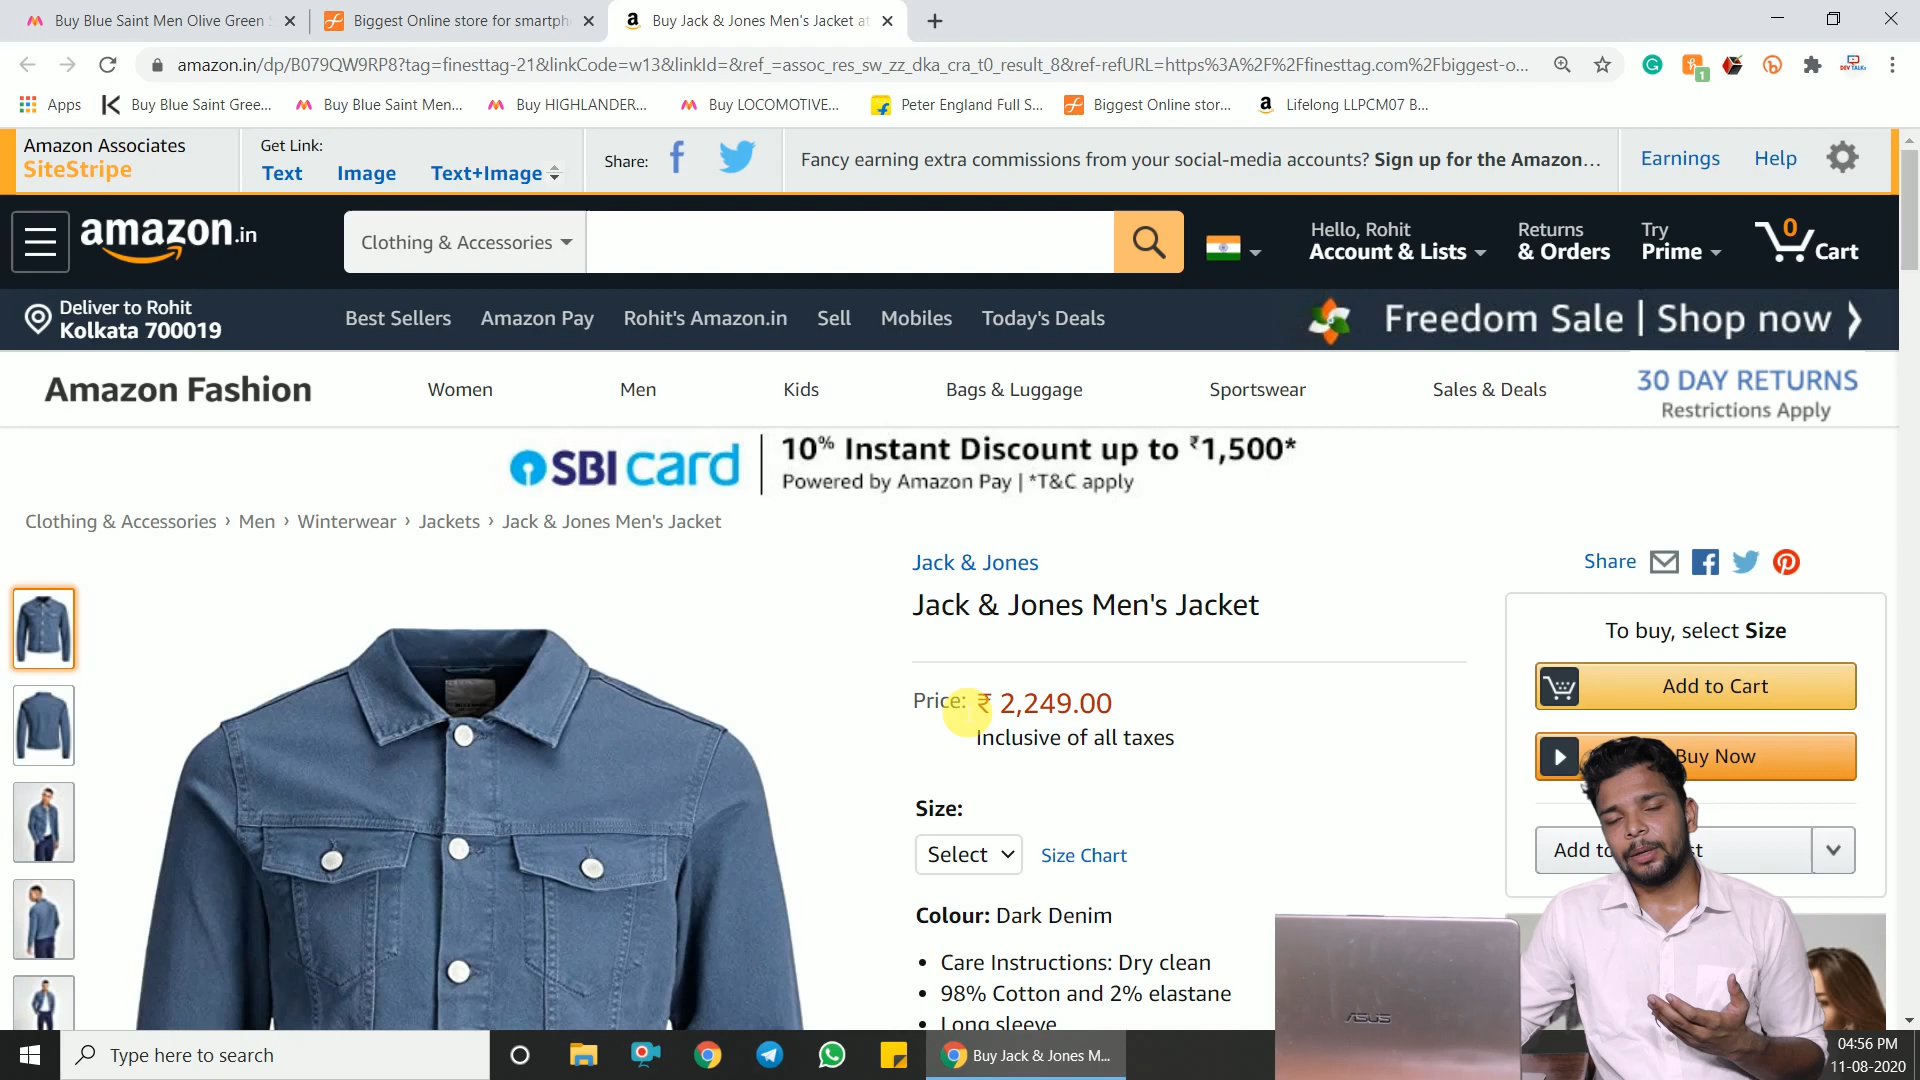 Buy Blue Saint Men Olive Green
Biggest Online store for smartph
Buy Jack & Jones Men's Jacket at
amazon.in/dp/B079QW9RP8?tag=finesttag-21&linkCode=w13&linkId=&ref_=assoc_res_sw_zz_dka_cra_t0_result_8&ref-refURL=https%3A%2F%2Ffinesttag.com%2Fbiggest-o...
1
DEV TALKS
Apps
Buy Blue Saint Gree...
Buy Blue Saint Men...
Buy HIGHLANDER...
Buy LOCOMOTIVE...
Peter England Full S...
Biggest Online stor...
Lifelong LLPCM07 B...
Amazon Associates
SiteStripe
Get Link:
Text Image Text+Image
Share:
Fancy earning extra commissions from your social-media accounts? Sign up for the Amazon...
Earnings
Help
amazon.in
Clothing & Accessories
Hello, Rohit
Account & Lists
Returns
& Orders
Try
Prime
0
Cart
Deliver to Rohit
Kolkata 700019
Best Sellers
Amazon Pay
Rohit's Amazon.in
Sell
Mobiles
Today's Deals
Freedom Sale | Shop now
Amazon Fashion
Women
Men
Kids
Bags & Luggage
Sportswear
Sales & Deals
30 DAY RETURNS
Restrictions Apply
SBI card
10% Instant Discount up to ₹1,500*
Powered by Amazon Pay | *T&C apply
Clothing & Accessories › Men › Winterwear › Jackets › Jack & Jones Men's Jacket
Jack & Jones
Share
Jack & Jones Men's Jacket
To buy, select Size
Add to Cart
Price: ₹ 2,249.00
Inclusive of all taxes
Buy Now
Size:
Select
Size Chart
Add to
Colour: Dark Denim
• Care Instructions: Dry clean
• 98% Cotton and 2% elastane
• Long sleeve
ASUS
Type here to search
Buy Jack & Jones M...
04:56 PM
11-08-2020